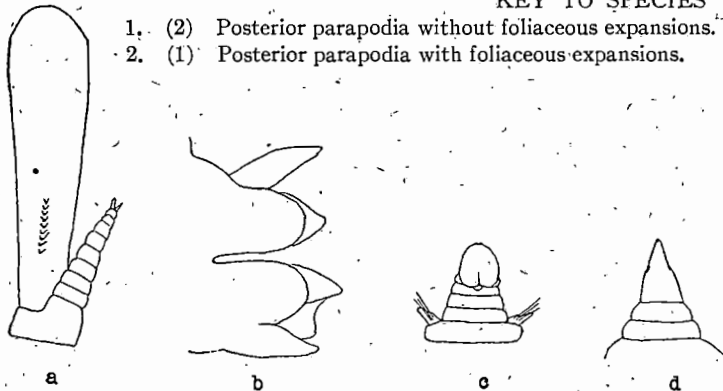 KEY TO SPECIES
1. (2) Posterior parapodia without foliaceous expansions.
2. (1) Posterior parapodia with foliaceous expansions.
a b c d